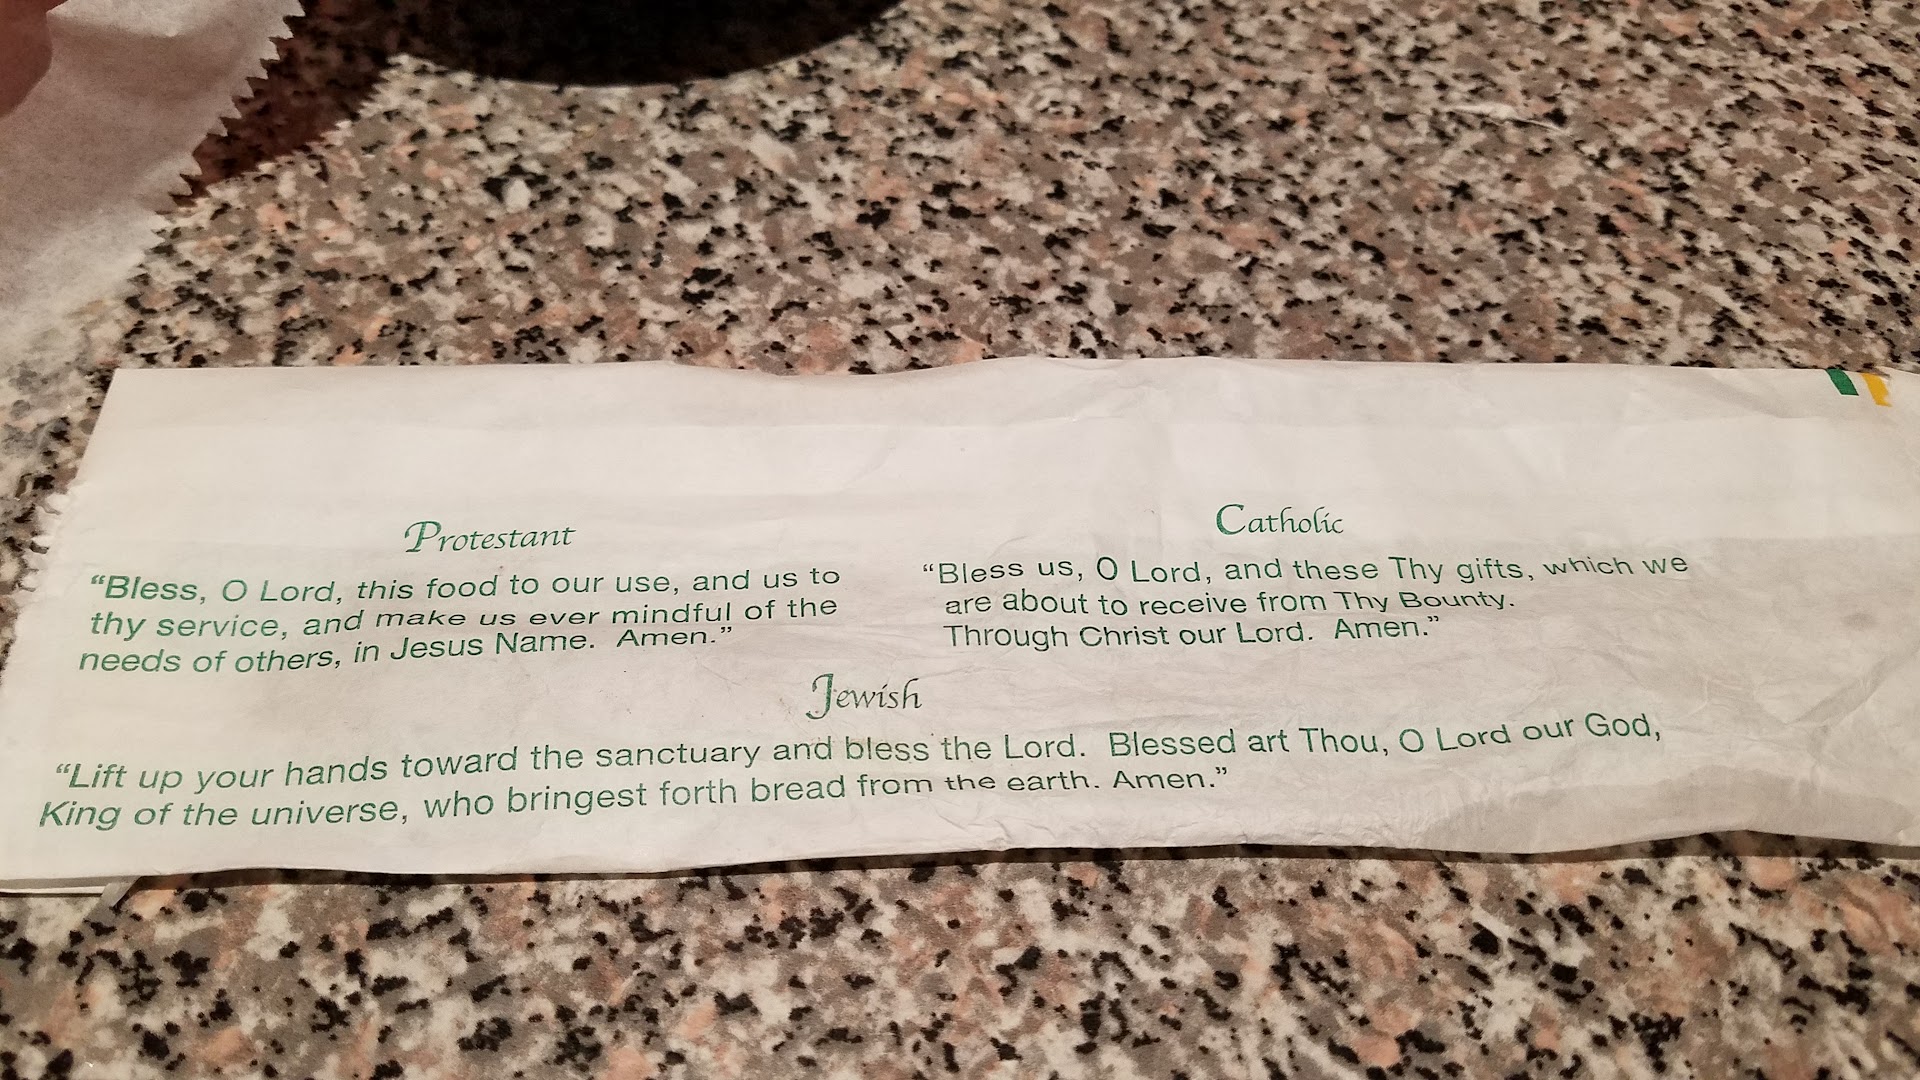 Protestant
“Bless, O Lord, this food to our use, and us to
thy service, and make us ever mindful of the
needs of others, in Jesus Name. Amen.”
Catholic
“Bless us, O Lord, and these Thy gifts, which we
are about to receive from Thy Bounty.
Through Christ our Lord. Amen.”
Jewish
“Lift up your hands toward the sanctuary and bless the Lord. Blessed art Thou, O Lord our God,
King of the universe, who bringest forth bread from the earth. Amen.”